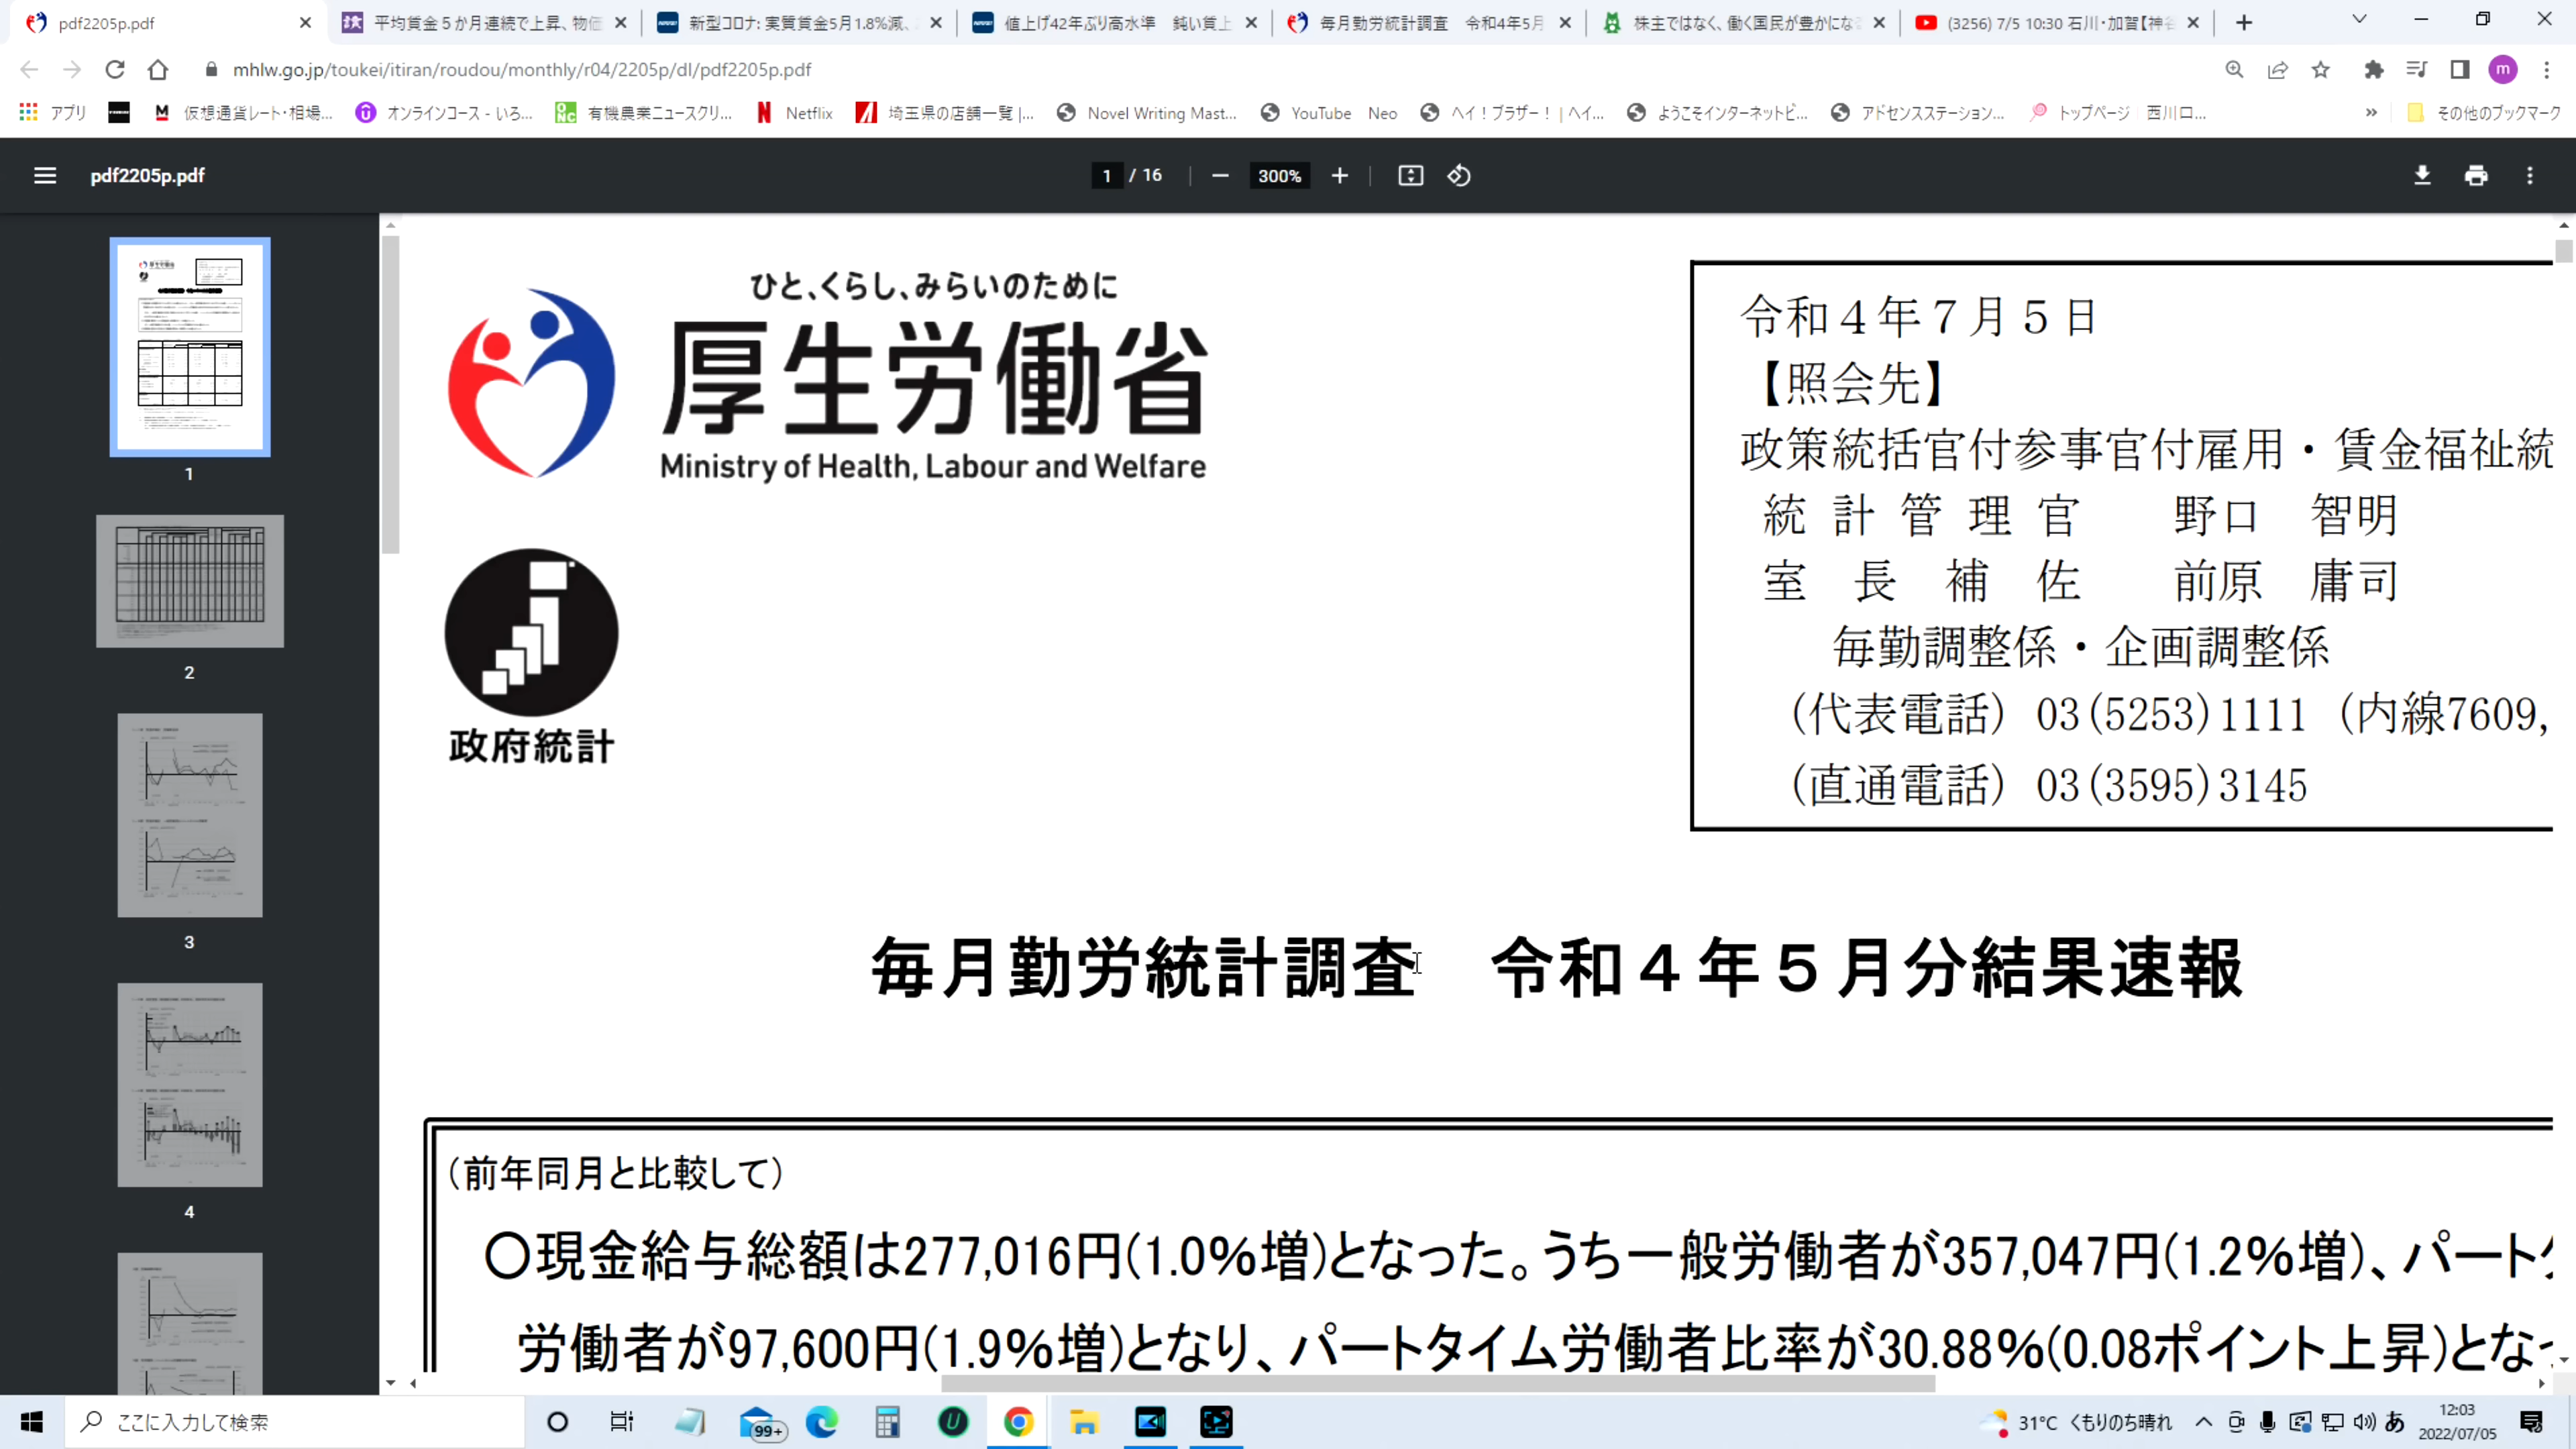 pdf2205p.pdf
平均賃金５か月連続で上昇、物価
新型コロナ: 実質賃金5月1.8%減、
値上げ42年ぶり高水準　鈍い賃上
毎月勤労統計調査　令和4年5月
株主ではなく、働く国民が豊かにな
(3256) 7/5 10:30 石川・加賀【神谷
mhlw.go.jp/toukei/itiran/roudou/monthly/r04/2205p/dl/pdf2205p.pdf
m
アプリ
仮想通貨レート・相場...
オンラインコース - いろ...
有機農業ニュースクリ...
Netflix
埼玉県の店舗一覧 |...
Novel Writing Mast...
YouTube Neo
ヘイ！ブラザー！ | ヘイ...
ようこそインターネットビ...
アドセンスステーション...
トップページ 西川口...
»
その他のブックマーク
pdf2205p.pdf
1 / 16
300%
1
2
3
4
ひと、くらし、みらいのために
厚生労働省
Ministry of Health, Labour and Welfare
政府統計
令和４年７月５日
【照会先】
政策統括官付参事官付雇用・賃金福祉統
統計管理官　野口　智明
室長補佐　前原　庸司
毎勤調整係・企画調整係
(代表電話) 03(5253)1111 (内線7609,
(直通電話) 03(3595)3145
毎月勤労統計調査　令和４年５月分結果速報
(前年同月と比較して)
○現金給与総額は277,016円(1.0%増)となった。うち一般労働者が357,047円(1.2%増)、パート
労働者が97,600円(1.9%増)となり、パートタイム労働者比率が30.88%(0.08ポイント上昇)とな
ここに入力して検索
99+
31°C くもりのち晴れ
あ
12:03
2022/07/05